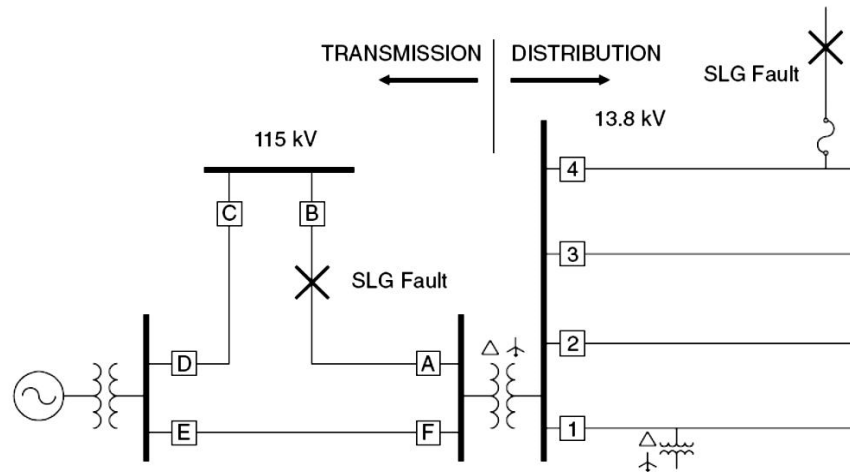 TRANSMISSION DISTRIBUTION
SLG Fault
115 kV
13.8 kV
4
C
B
3
SLG Fault
2
D
A
E
F
1